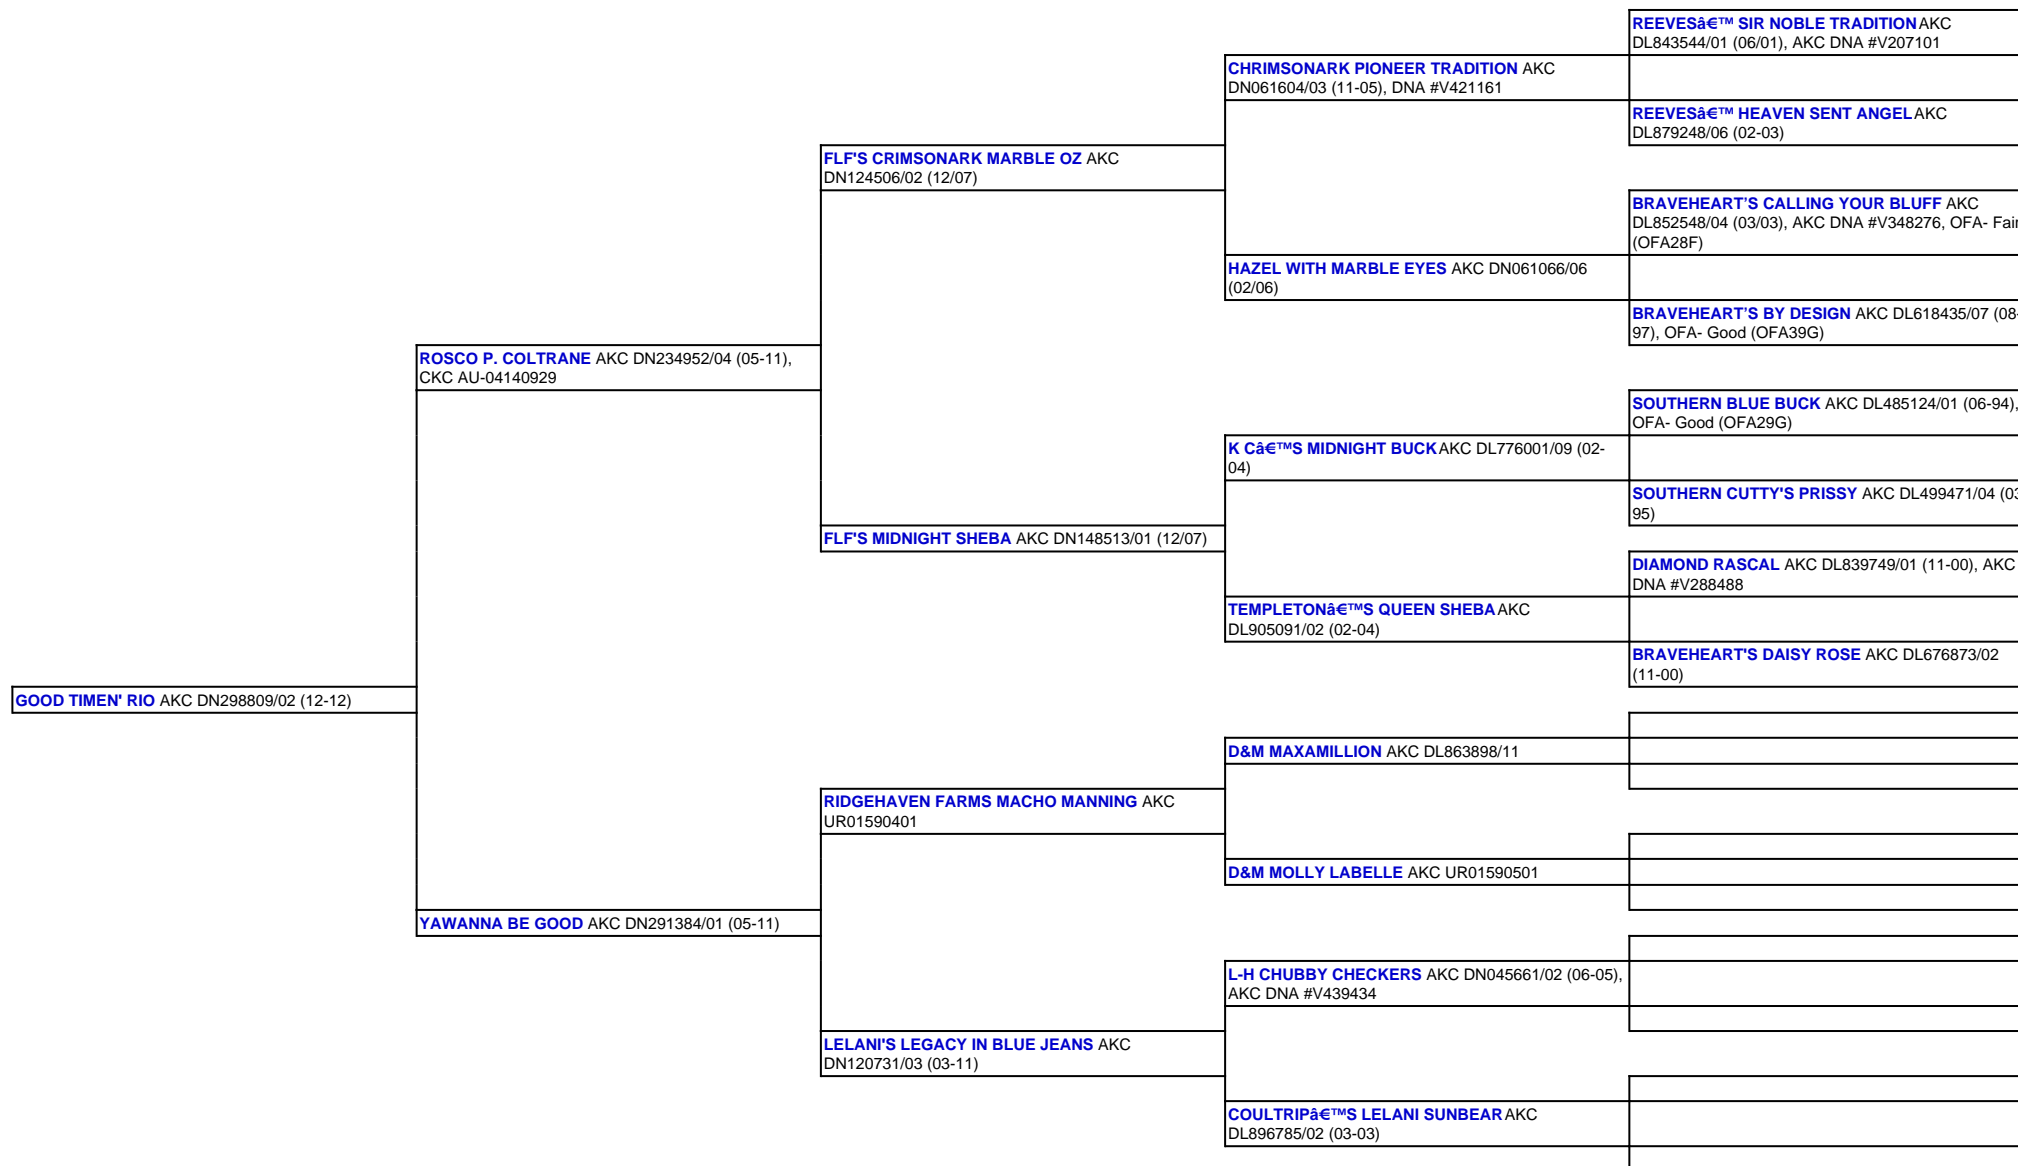 REEVESâ€™ SIR NOBLE TRADITION AKC
DL843544/01 (06/01), AKC DNA #V207101
CHRIMSONARK PIONEER TRADITION AKC
DN061604/03 (11-05), DNA #V421161
REEVESâ€™ HEAVEN SENT ANGEL AKC
DL879248/06 (02-03)
FLF'S CRIMSONARK MARBLE OZ AKC
DN124506/02 (12/07)
BRAVEHEART’S CALLING YOUR BLUFF AKC
DL852548/04 (03/03), AKC DNA #V348276, OFA- Fair
(OFA28F)
HAZEL WITH MARBLE EYES AKC DN061066/06
(02/06)
BRAVEHEART’S BY DESIGN AKC DL618435/07 (08-
97), OFA- Good (OFA39G)
ROSCO P. COLTRANE AKC DN234952/04 (05-11),
CKC AU-04140929
SOUTHERN BLUE BUCK AKC DL485124/01 (06-94),
OFA- Good (OFA29G)
K Câ€™S MIDNIGHT BUCK AKC DL776001/09 (02-
04)
SOUTHERN CUTTY'S PRISSY AKC DL499471/04 (03
95)
FLF'S MIDNIGHT SHEBA AKC DN148513/01 (12/07)
DIAMOND RASCAL AKC DL839749/01 (11-00), AKC
DNA #V288488
TEMPLETONâ€™S QUEEN SHEBA AKC
DL905091/02 (02-04)
BRAVEHEART'S DAISY ROSE AKC DL676873/02
(11-00)
GOOD TIMEN' RIO AKC DN298809/02 (12-12)
D&M MAXAMILLION AKC DL863898/11
RIDGEHAVEN FARMS MACHO MANNING AKC
UR01590401
D&M MOLLY LABELLE AKC UR01590501
YAWANNA BE GOOD AKC DN291384/01 (05-11)
L-H CHUBBY CHECKERS AKC DN045661/02 (06-05),
AKC DNA #V439434
LELANI'S LEGACY IN BLUE JEANS AKC
DN120731/03 (03-11)
COULTRIPâ€™S LELANI SUNBEAR AKC
DL896785/02 (03-03)